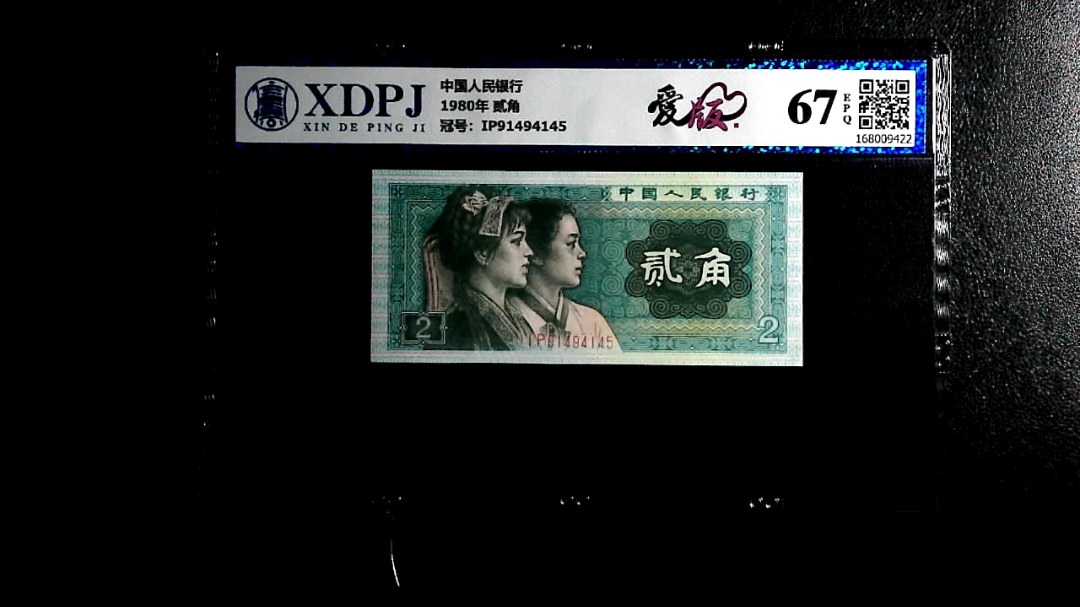 XDPJ
XIN DE PING JI
中国人民银行
1980年 贰角
冠号：IP91494145
爱版
67
EPQ
168009422
中国人民银行
贰角
2
2
IP91494145